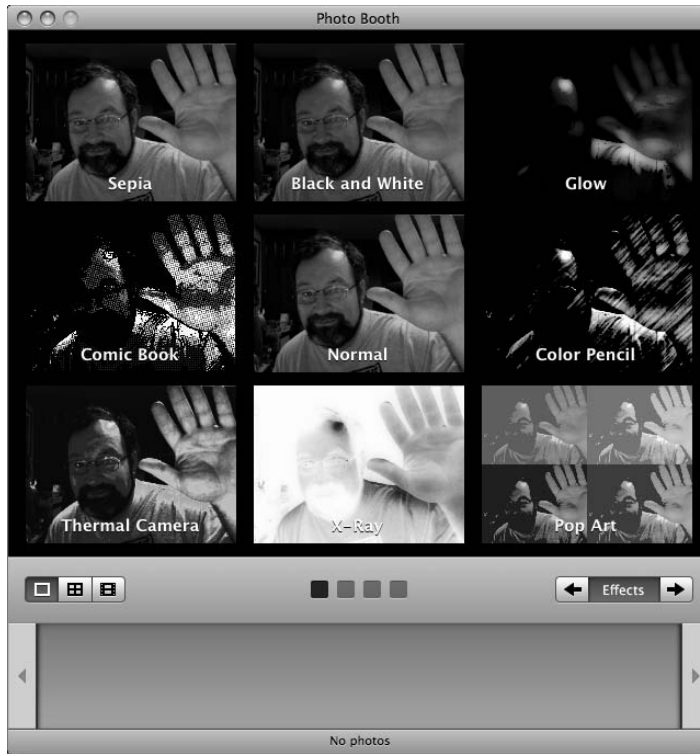 Photo Booth
Sepia
Black and White
Glow
Comic Book
Normal
Color Pencil
Thermal Camera
X-Ray
Pop Art
Effects
No photos